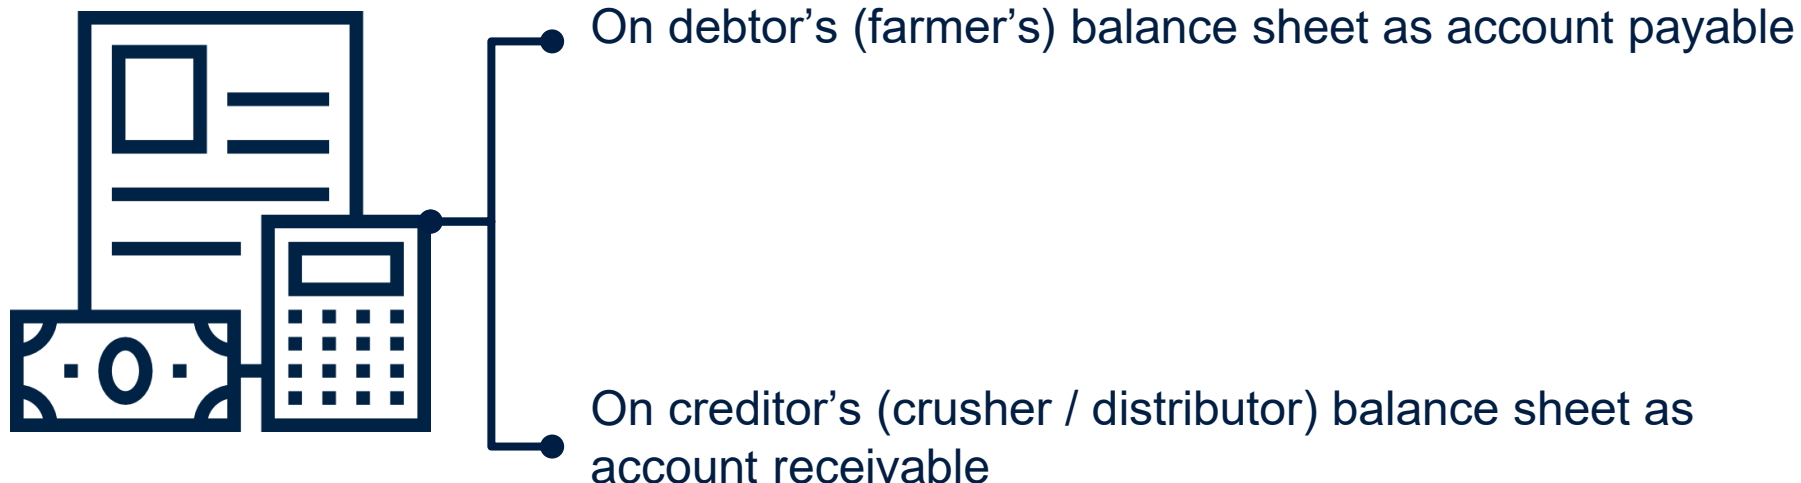 On debtor’s (farmer’s) balance sheet as account payable
On creditor’s (crusher / distributor) balance sheet as
account receivable